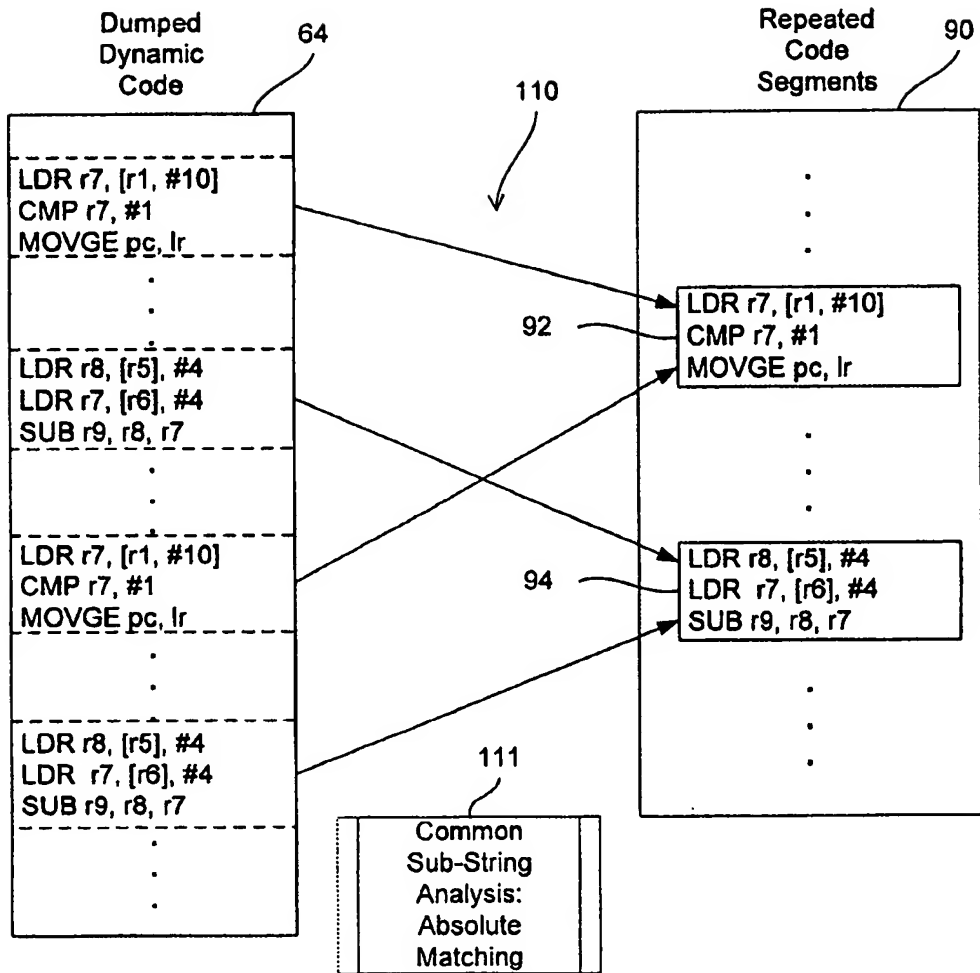 Dumped
Dynamic
Code
64
110
Repeated
Code
Segments
90
LDR r7, [r1, #10]
CMP r7, #1
MOVGE pc, lr
LDR r8, [r5], #4
LDR r7, [r6], #4
SUB r9, r8, r7
LDR r7, [r1, #10]
CMP r7, #1
MOVGE pc, lr
LDR r8, [r5], #4
LDR r7, [r6], #4
SUB r9, r8, r7
92
LDR r7, [r1, #10]
CMP r7, #1
MOVGE pc, lr
94
LDR r8, [r5], #4
LDR r7, [r6], #4
SUB r9, r8, r7
111
Common
Sub-String
Analysis:
Absolute
Matching